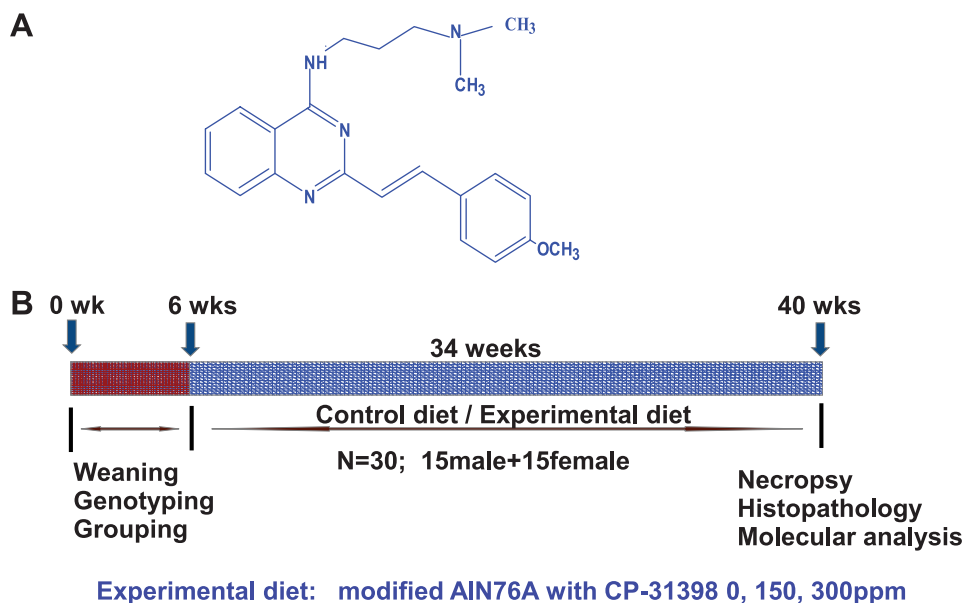 A
N CH3
NH
CH3
N
N
OCH3
B 0 wk 6 wks 40 wks
34 weeks
Control diet / Experimental diet
N=30; 15male+15female
Weaning
Genotyping
Grouping
Necropsy
Histopathology
Molecular analysis
Experimental diet: modified AIN76A with CP-31398 0, 150, 300ppm